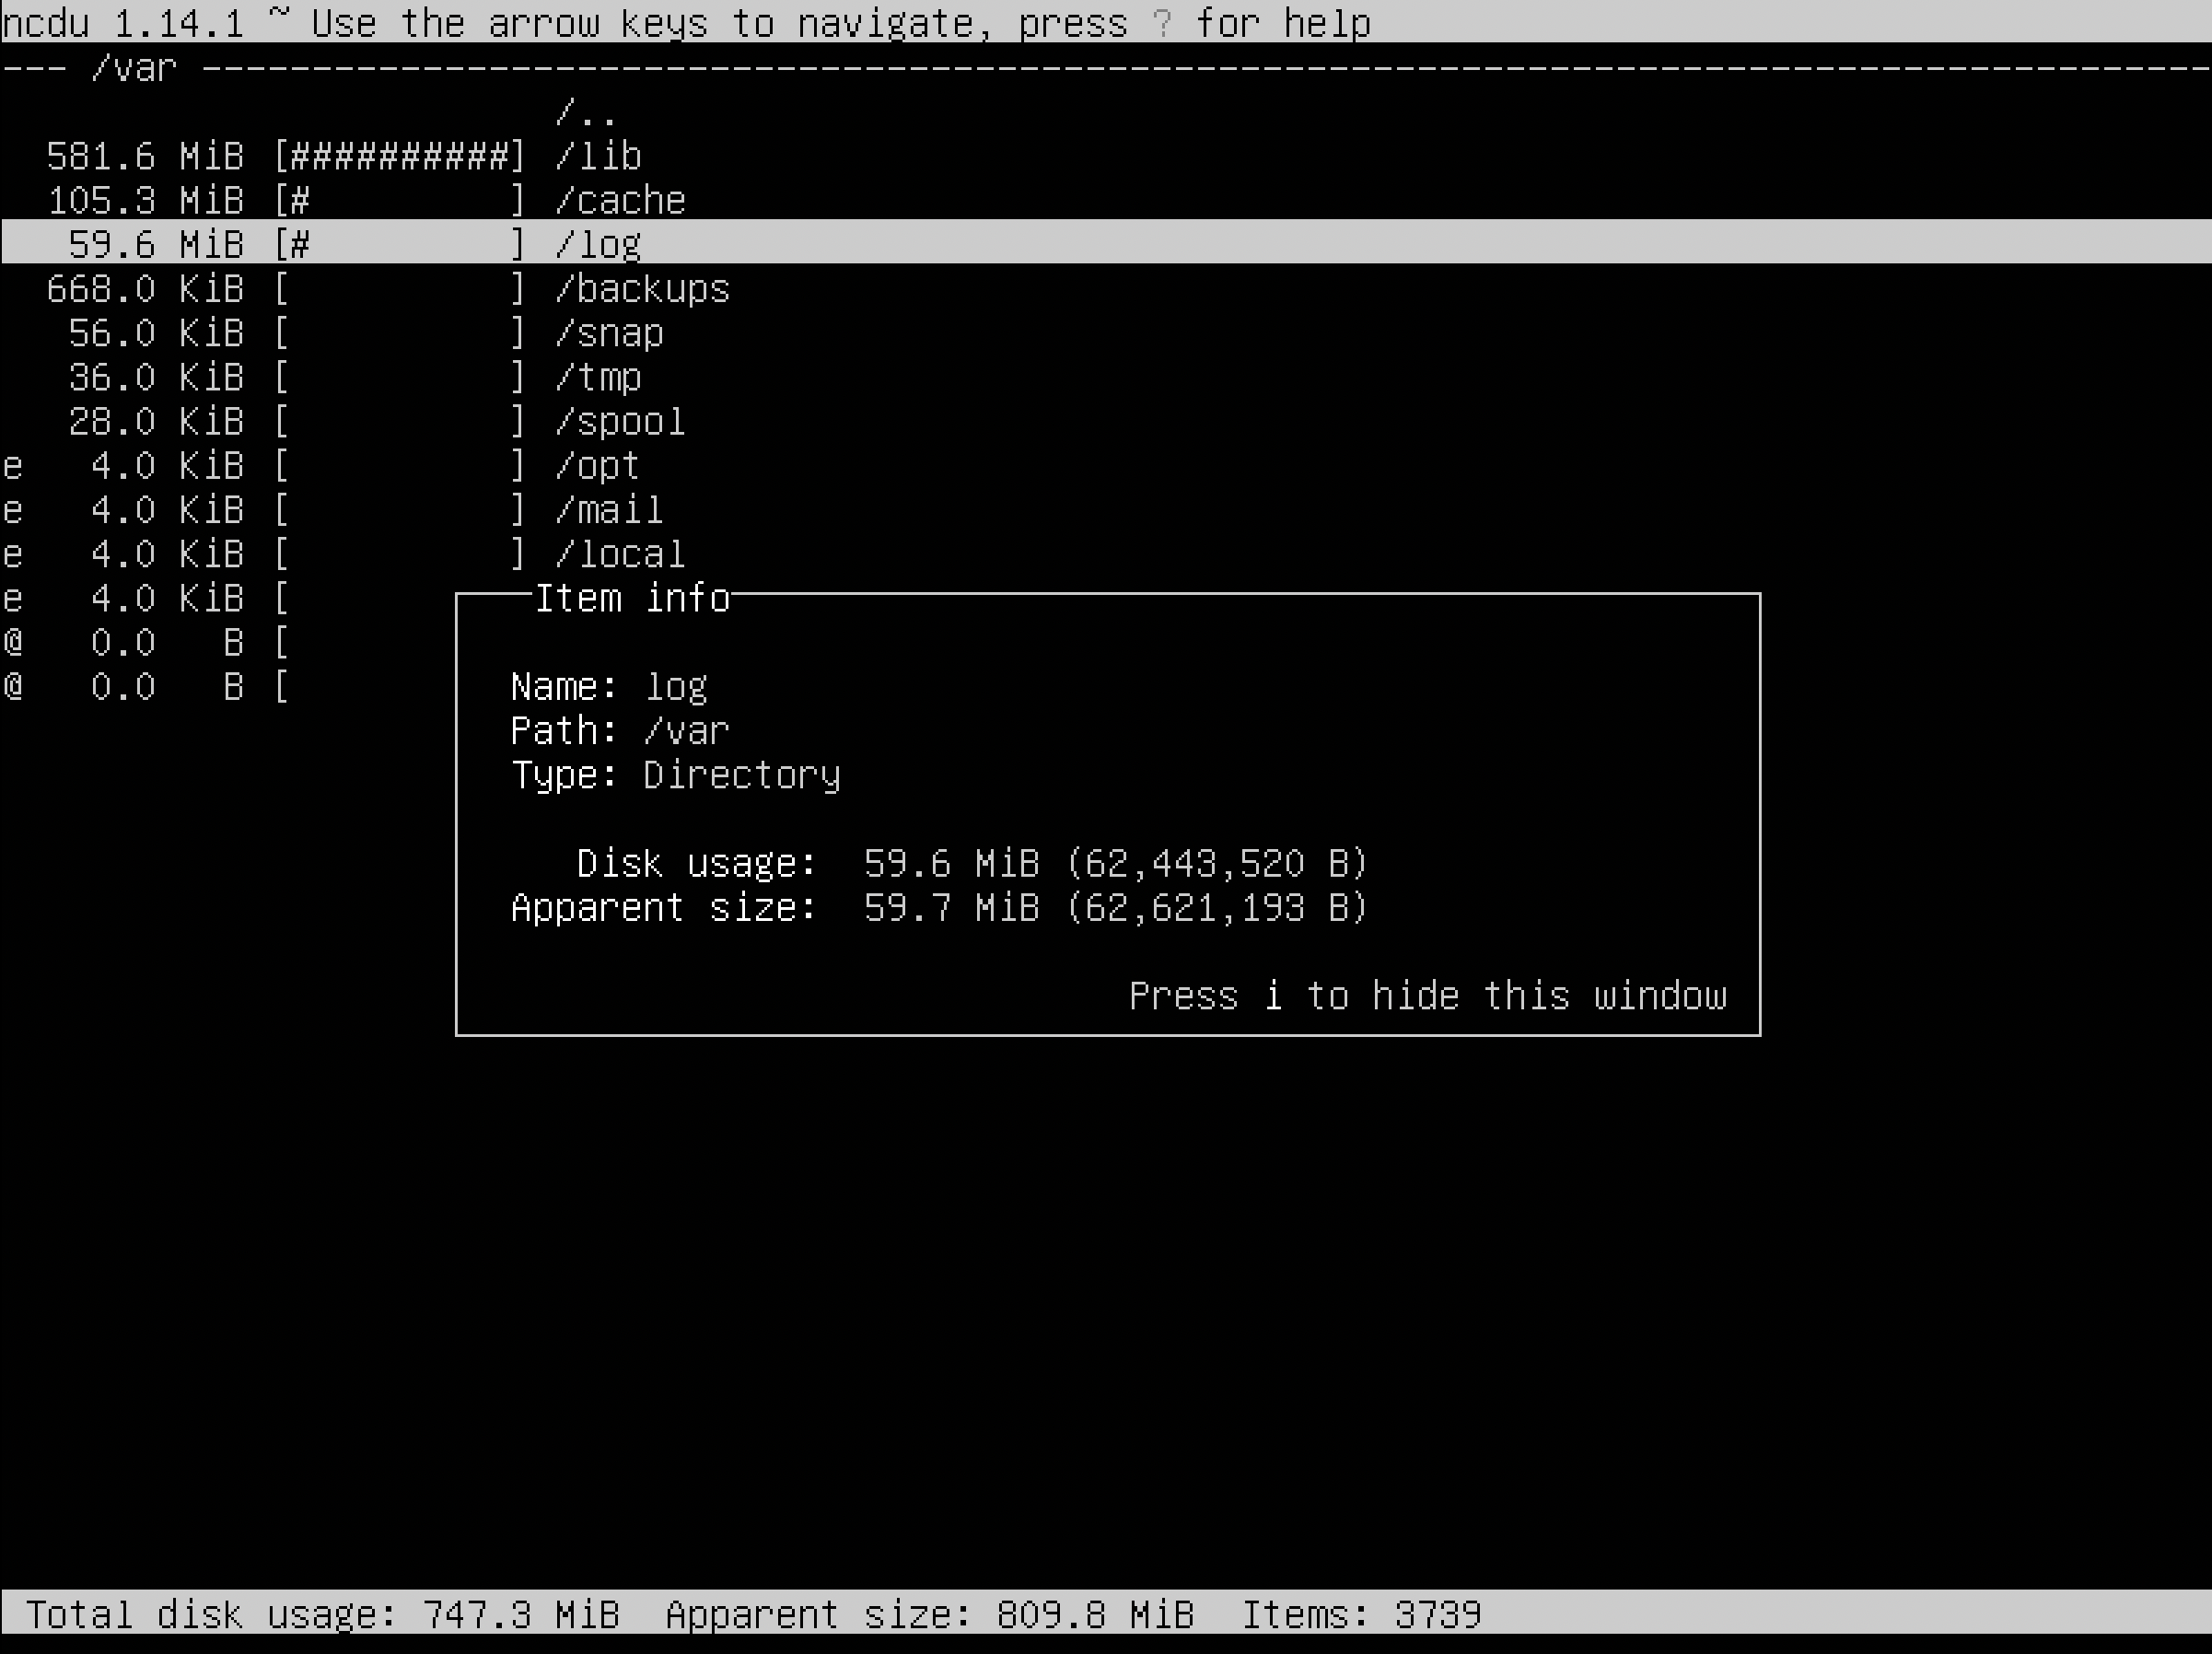 ncdu 1.14.1 ~ Use the arrow keys to navigate, press ? for help
--- /var ----------------------------------------------------------------------------------------
                         /..
  581.6 MiB [##########] /lib
  105.3 MiB [#         ] /cache
   59.6 MiB [#         ] /log
  668.0 KiB [          ] /backups
   56.0 KiB [          ] /snap
   36.0 KiB [          ] /tmp
   28.0 KiB [          ] /spool
e   4.0 KiB [          ] /opt
e   4.0 KiB [          ] /mail
e   4.0 KiB [          ] /local
e   4.0 KiB [
@   0.0   B [
@   0.0   B [
Item info
Name: log
Path: /var
Type: Directory
Disk usage:  59.6 MiB (62,443,520 B)
Apparent size:  59.7 MiB (62,621,193 B)
Press i to hide this window
Total disk usage: 747.3 MiB  Apparent size: 809.8 MiB  Items: 3739